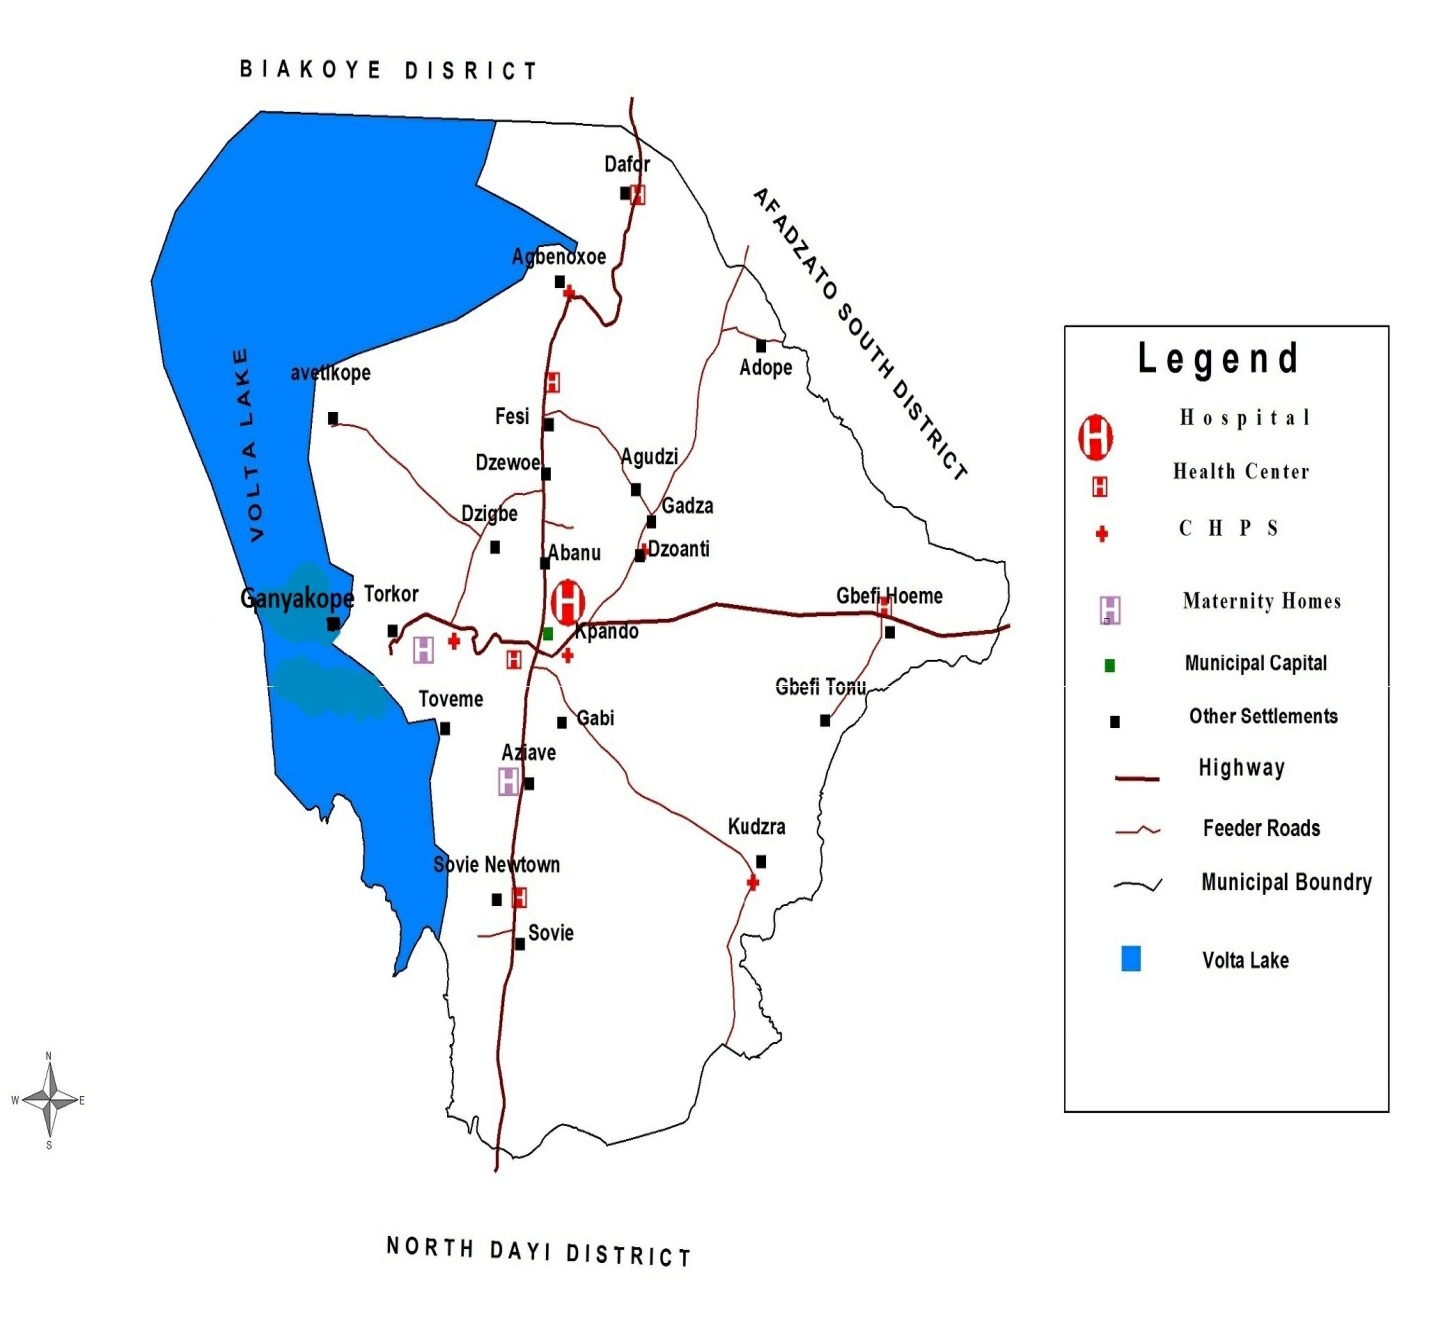 BIAKOYE DISRICT
Dafor
AFADZATO SOUTH DISTRICT
Agbenoxoe
VOLTA LAKE
avetikope
Adope
Fesi
Dzewoe
Agudzi
Dzigbe
Gadza
Abanu
Dzoanti
Ganyakope
Torkor
Gbefi Hoeme
Kpando
Gbefi Tonu
Toveme
Gabi
Aziave
Kudzra
Sovie Newtown
Sovie
N
W
E
S
NORTH DAYI DISTRICT
Legend
Hospital
Health Center
CHPS
Maternity Homes
Municipal Capital
Other Settlements
Highway
Feeder Roads
Municipal Boundry
Volta Lake